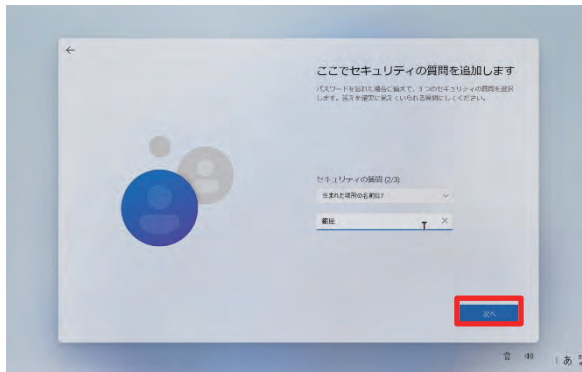 ここでセキュリティの質問を追加します
パスワードを忘れた場合に備えて、3 つのセキュリティの質問を選択
します。答えを確実に覚えていられる質問にしてください。
セキュリティの質問 (2/3)
生まれた場所の名前は?
銀座
次へ
あ